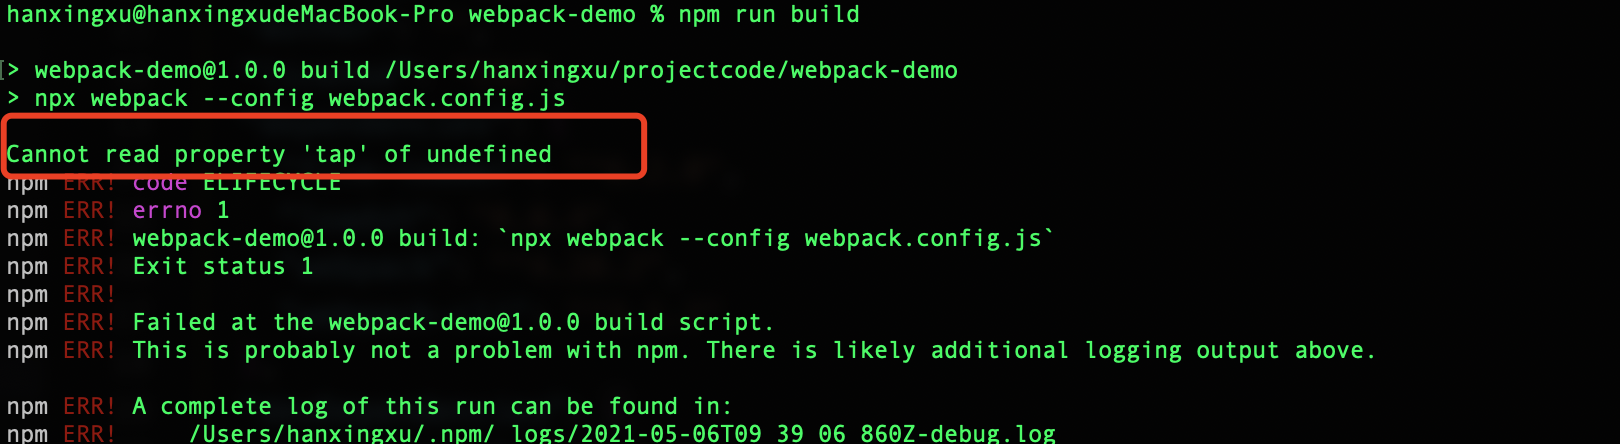 hanxingxu@hanxingxudeMacBook-Pro webpack-demo % npm run build
[> webpack-demo@1.0.0 build /Users/hanxingxu/projectcode/webpack-demo
> npx webpack --config webpack.config.js
Cannot read property 'tap' of undefined
npm ERR! code ELIFECYCLE
npm ERR! errno 1
npm ERR! webpack-demo@1.0.0 build: `npx webpack --config webpack.config.js`
npm ERR! Exit status 1
npm ERR!
npm ERR! Failed at the webpack-demo@1.0.0 build script.
npm ERR! This is probably not a problem with npm. There is likely additional logging output above.
npm ERR! A complete log of this run can be found in:
npm ERR!     /Users/hanxingxu/.npm/_logs/2021-05-06T09_39_06_860Z-debug.log